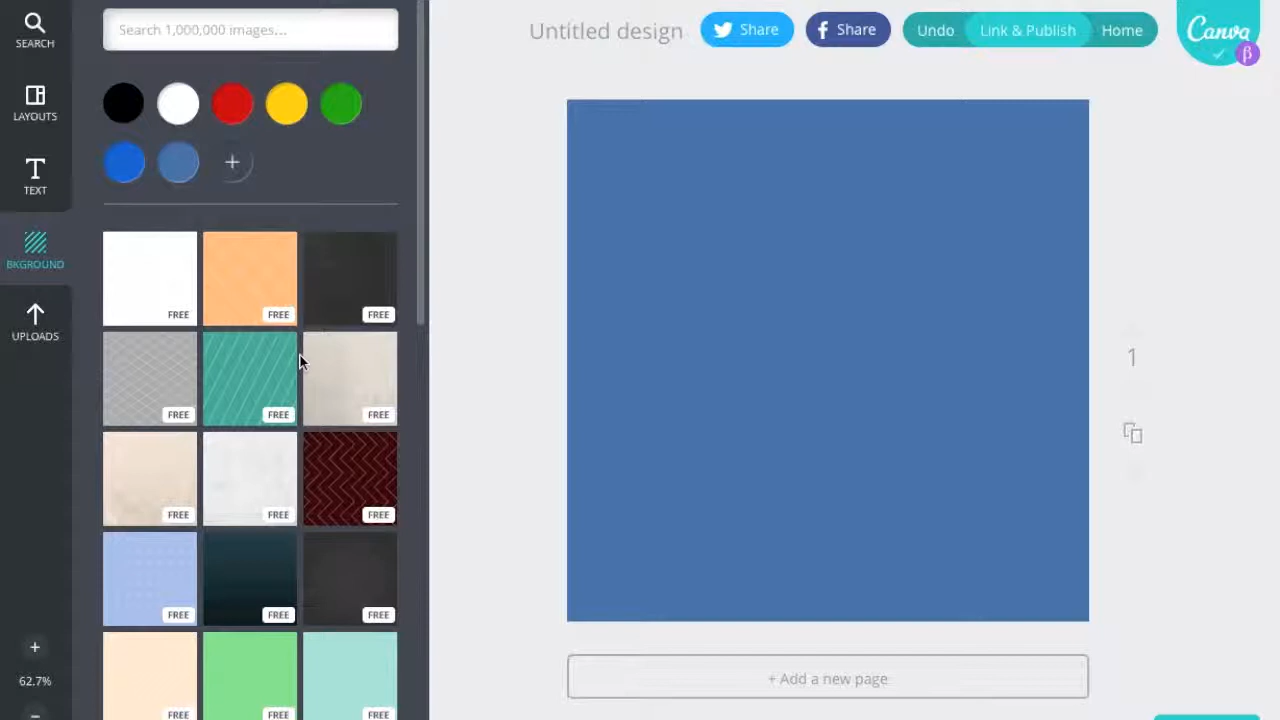 SEARCH
LAYOUTS
TEXT
BKGROUND
UPLOADS
+
62.7%
Search 1,000,000 images...
+
FREE FREE FREE
FREE FREE FREE
FREE FREE FREE
FREE FREE FREE
FREE FREE FREE
Untitled design
Share
Share
Undo
Link & Publish
Home
Canva
β
1
+ Add a new page